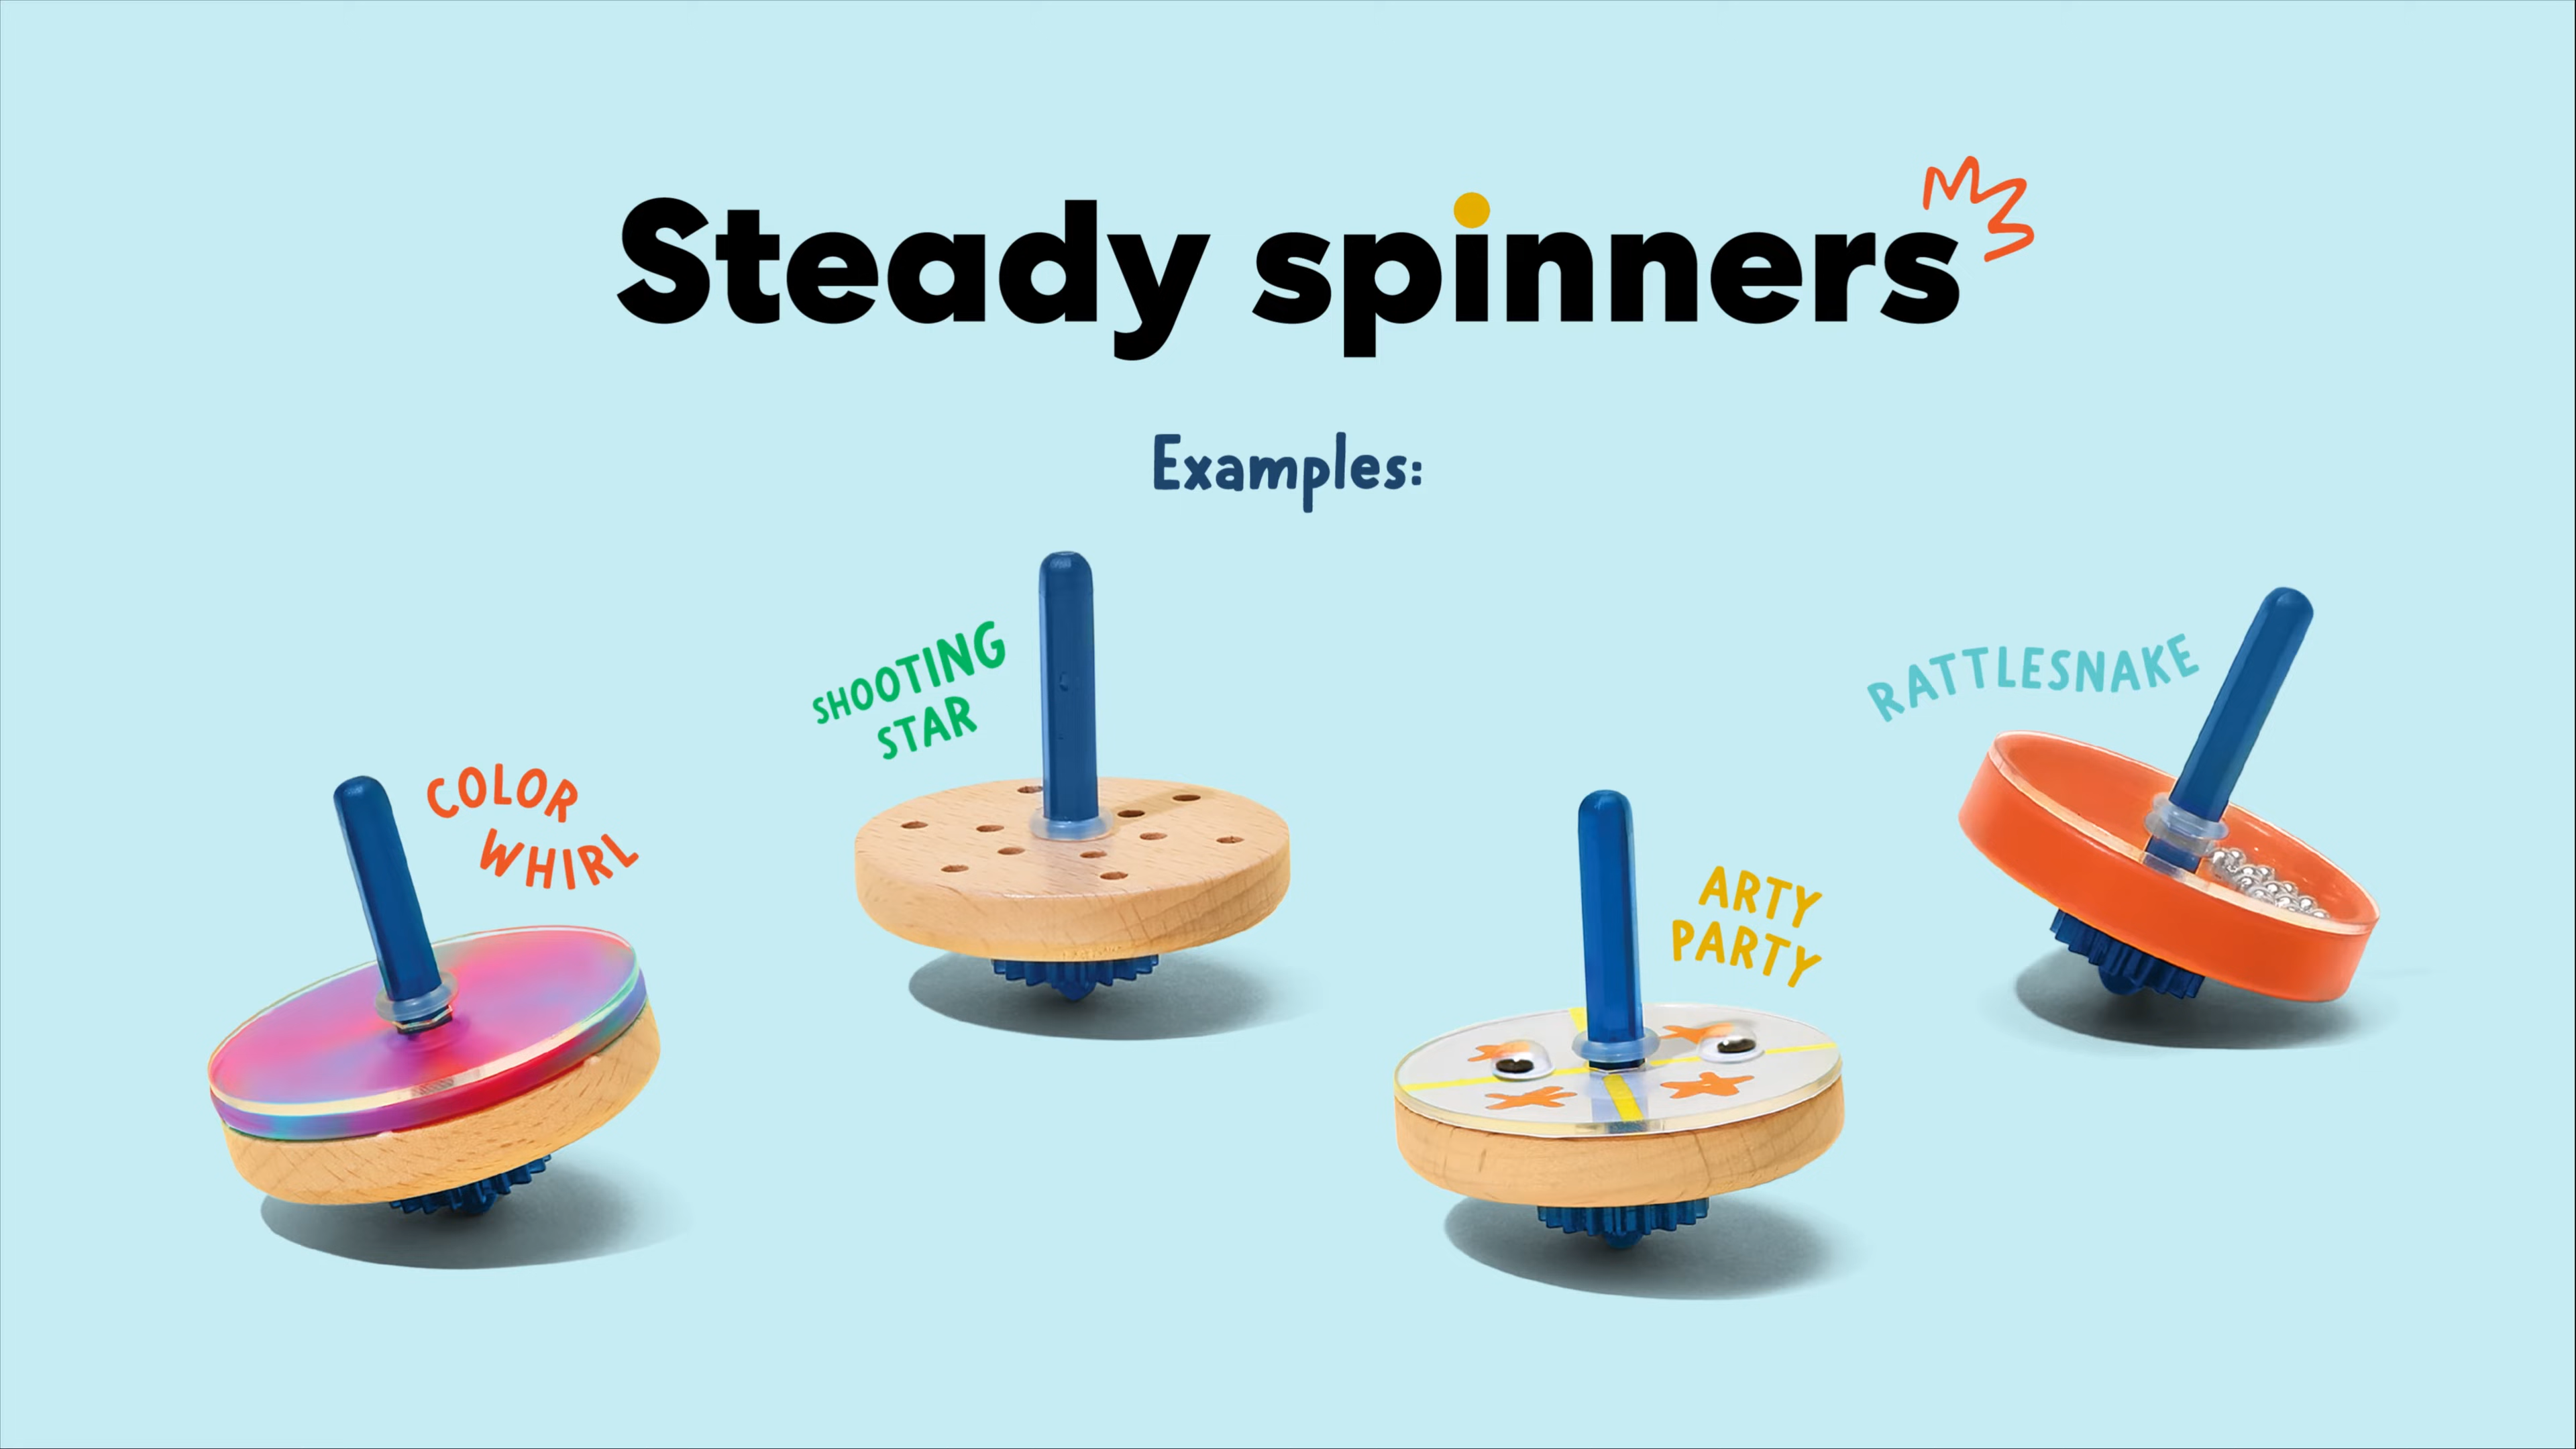 Steady spinners
Examples:
COLOR
WHIRL
SHOOTING
STAR
ARTY
PARTY
RATTLESNAKE